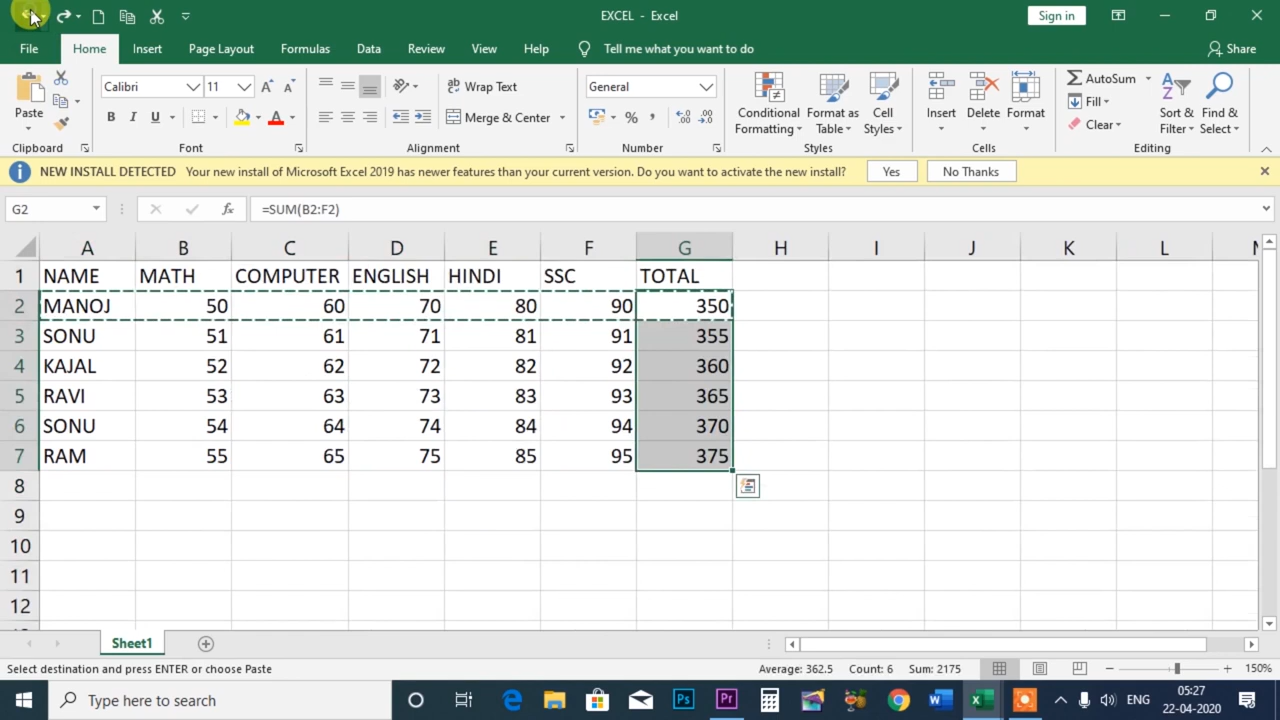 EXCEL - Excel
Sign in
File Home Insert Page Layout Formulas Data Review View Help Tell me what you want to do Share
Paste
Calibri 11 A A
B I U A
ab Wrap Text
Merge & Center
General
% , .0 .00 .00 .0
Conditional Formatting
Format as Table
Cell Styles
Insert Delete Format
AutoSum
Fill
Clear
Sort & Filter
Find & Select
Clipboard Font Alignment Number Styles Cells Editing
NEW INSTALL DETECTED Your new install of Microsoft Excel 2019 has newer features than your current version. Do you want to activate the new install? Yes No Thanks
G2 fx =SUM(B2:F2)
A B C D E F G H I J K L
1 NAME MATH COMPUTER ENGLISH HINDI SSC TOTAL
2 MANOJ 50 60 70 80 90 350
3 SONU 51 61 71 81 91 355
4 KAJAL 52 62 72 82 92 360
5 RAVI 53 63 73 83 93 365
6 SONU 54 64 74 84 94 370
7 RAM 55 65 75 85 95 375
8
9
10
11
12
Sheet1
Select destination and press ENTER or choose Paste Average: 362.5 Count: 6 Sum: 2175 150%
Type here to search Ps Pr ENG 05:27
22-04-2020